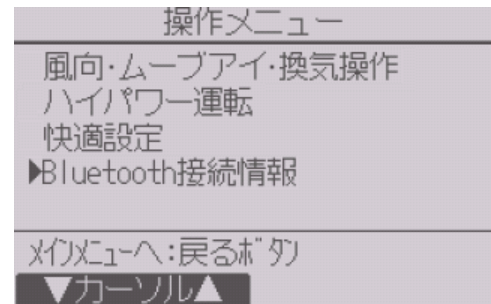 操作メニュー
風向・ムーブアイ・換気操作
ハイパワー運転
快適設定
▶Bluetooth接続情報
メインメニューへ:戻るボタン
▼カーソル▲